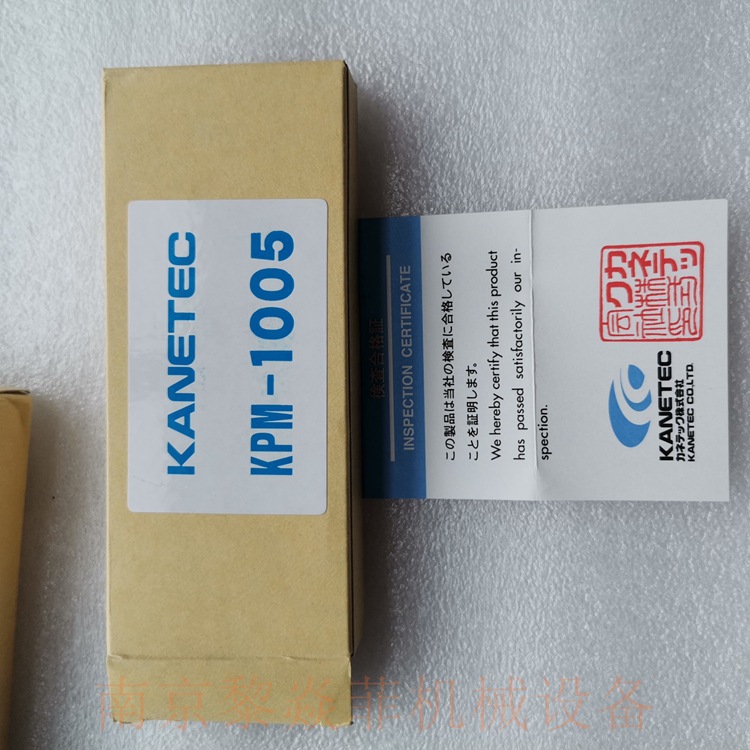 KANETEC
KPM-1005
検査合格証
INSPECTION CERTIFICATE
この製品は当社の検査に合格している
ことを証明します。
We hereby certify that this product
has passed satisfactorily our in-
spection.
KANETEC
カネテック株式会社
KANETEC CO.,LTD.
南京黎焱菲机械设备